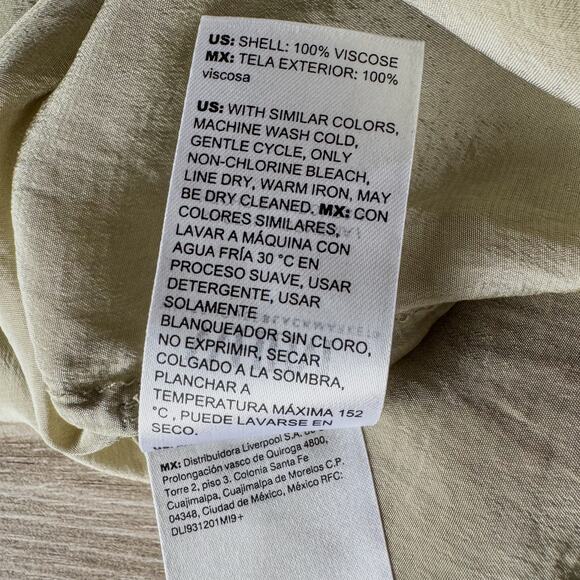 US: SHELL: 100% VISCOSE
MX: TELA EXTERIOR: 100%
viscosa
US: WITH SIMILAR COLORS,
MACHINE WASH COLD,
GENTLE CYCLE, ONLY
NON-CHLORINE BLEACH,
LINE DRY, WARM IRON, MAY
BE DRY CLEANED. MX: CON
COLORES SIMILARES,
LAVAR A MÁQUINA CON
AGUA FRÍA 30 °C EN
PROCESO SUAVE, USAR
DETERGENTE, USAR
SOLAMENTE
BLANQUEADOR SIN CLORO,
NO EXPRIMIR, SECAR
COLGADO A LA SOMBRA,
PLANCHAR A
TEMPERATURA MÁXIMA 152
°C , PUEDE LAVARSE EN
SECO.
MX: Distribuidora Liverpool S.A. de
Prolongación vasco de Quiroga 4800,
Torre 2, piso 3. Colonia Santa Fe
Cuajimalpa, Cuajimalpa de Morelos C.P.
04348, Ciudad de México, México RFC:
DLI931201MI9+